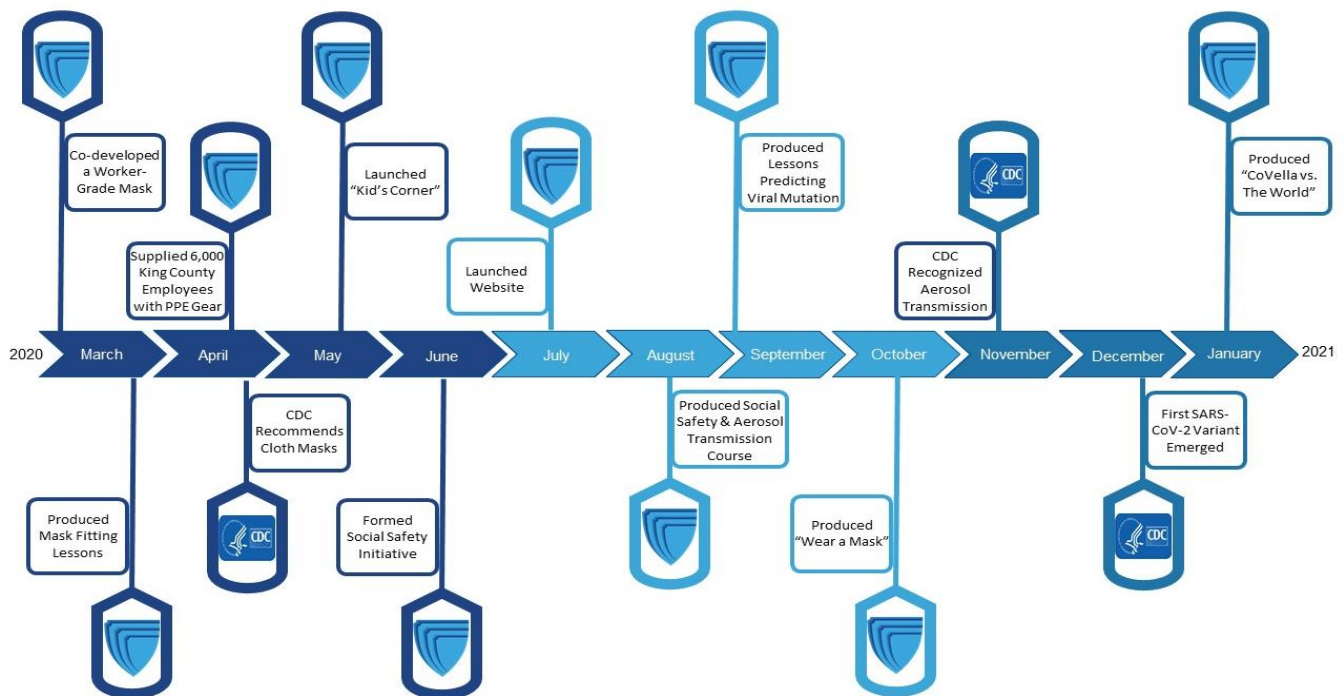 Co-developed
a Worker-
Grade Mask
Launched
“Kid’s Corner”
Produced
Lessons
Predicting
Viral Mutation
CDC
Produced
“CoVella vs.
The World”
Supplied 6,000
King County
Employees
with PPE Gear
Launched
Website
CDC
Recognized
Aerosol
Transmission
2020
March
April
May
June
July
August
September
October
November
December
January
2021
CDC
Recommends
Cloth Masks
Produced Social
Safety & Aerosol
Transmission
Course
First SARS-
CoV-2 Variant
Emerged
Produced
Mask Fitting
Lessons
CDC
Formed
Social Safety
Initiative
Produced
“Wear a Mask”
CDC